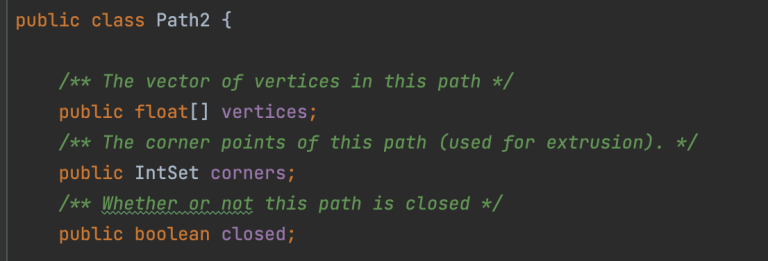 public class Path2 {
/** The vector of vertices in this path */
public float[] vertices;
/** The corner points of this path (used for extrusion). */
public IntSet corners;
/** Whether or not this path is closed */
public boolean closed;